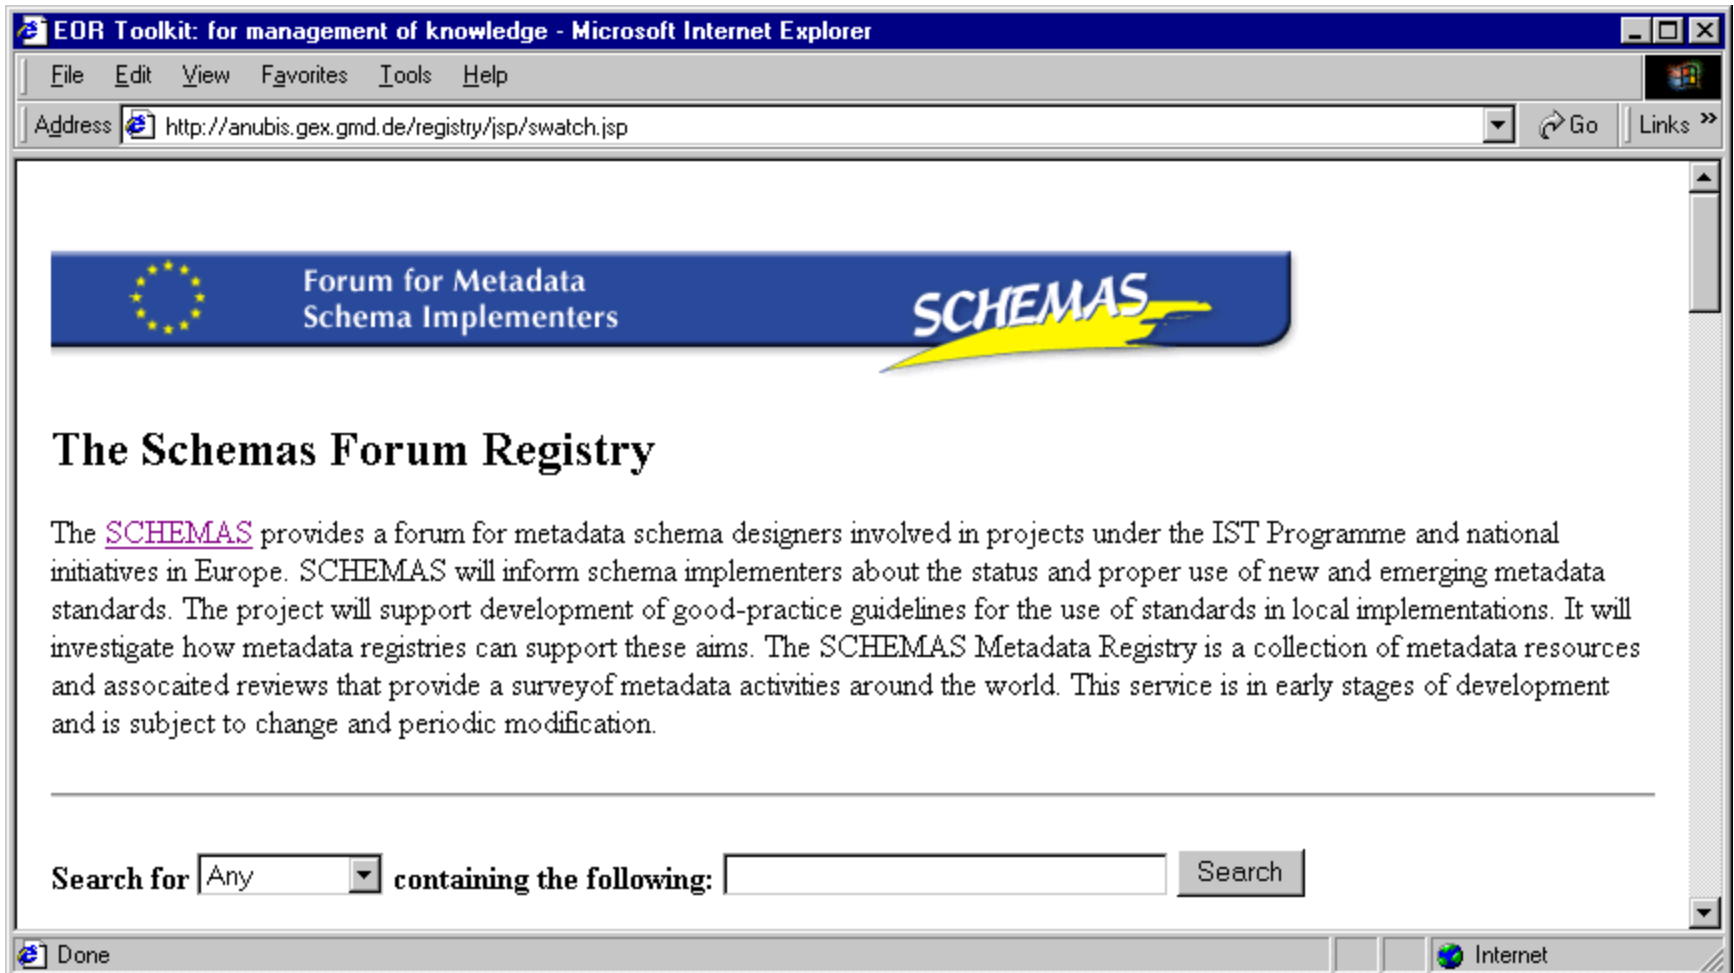 EOR Toolkit: for management of knowledge - Microsoft Internet Explorer
File Edit View Favorites Tools Help
Address http://anubis.gex.gmd.de/registry/jsp/swatch.jsp Go Links »
Forum for Metadata
Schema Implementers
SCHEMAS
The Schemas Forum Registry
The SCHEMAS provides a forum for metadata schema designers involved in projects under the IST Programme and national
initiatives in Europe. SCHEMAS will inform schema implementers about the status and proper use of new and emerging metadata
standards. The project will support development of good-practice guidelines for the use of standards in local implementations. It will
investigate how metadata registries can support these aims. The SCHEMAS Metadata Registry is a collection of metadata resources
and assocaited reviews that provide a surveyof metadata activities around the world. This service is in early stages of development
and is subject to change and periodic modification.
Search for Any containing the following: Search
Done Internet